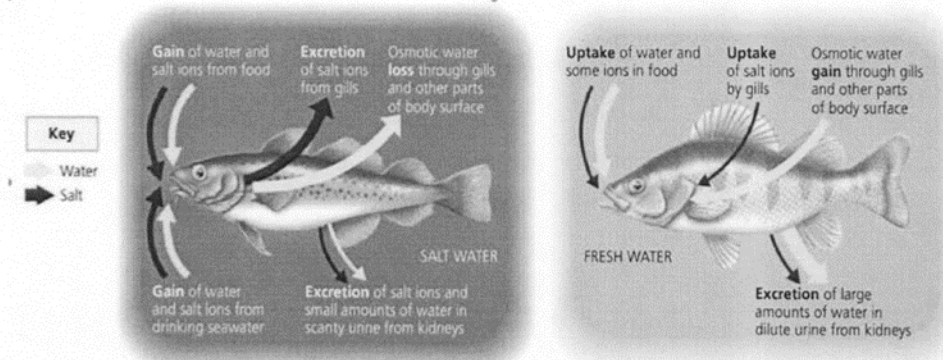 Gain of water and
salt ions from food
Excretion
of salt ions
from gills
Osmotic water
loss through gills
and other parts
of body surface
Key
Water
Salt
SALT WATER
Gain of water
and salt ions from
drinking seawater
Excretion of salt ions and
small amounts of water in
scanty urine from kidneys
Uptake of water and
some ions in food
Uptake
of salt ions
by gills
Osmotic water
gain through gills
and other parts
of body surface
FRESH WATER
Excretion of large
amounts of water in
dilute urine from kidneys